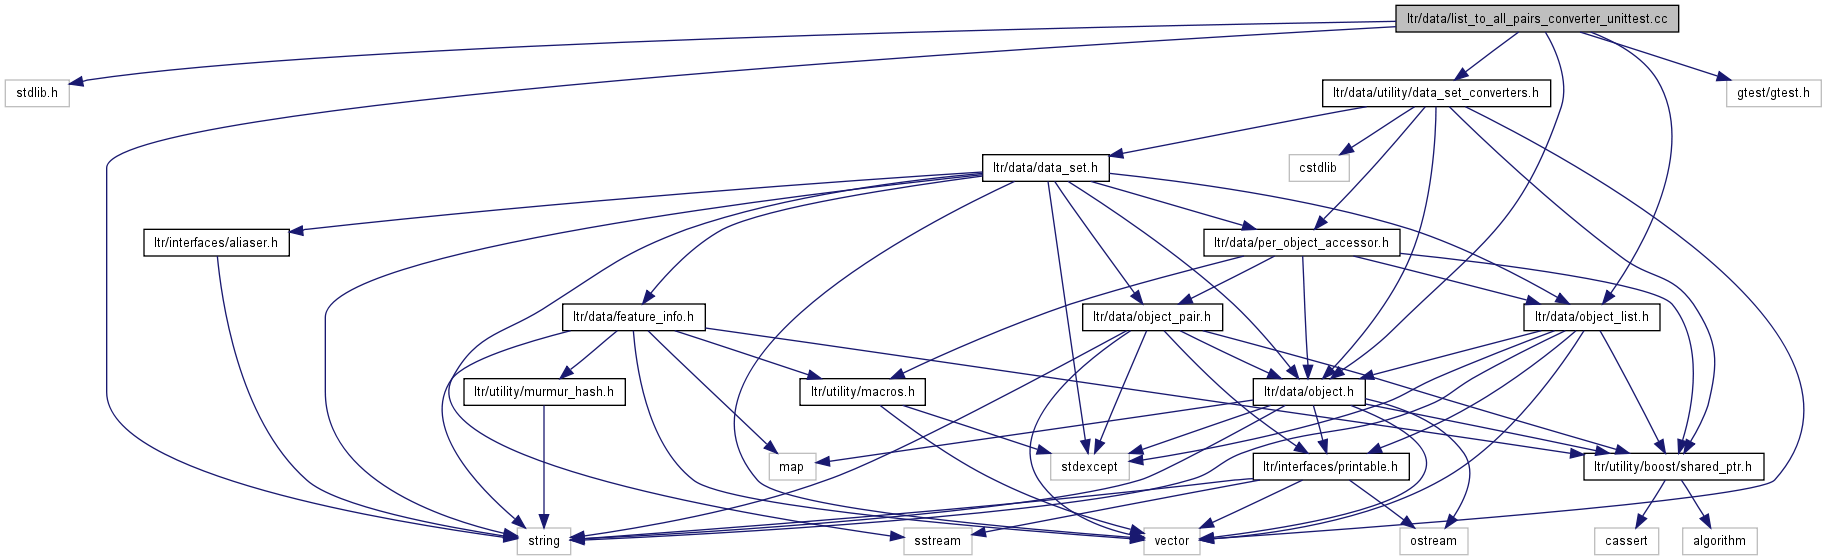 ltr/data/list_to_all_pairs_converter_unittest.cc
stdlib.h
ltr/data/utility/data_set_converters.h
gtest/gtest.h
ltr/data/data_set.h
cstdlib
ltr/interfaces/aliaser.h
ltr/data/per_object_accessor.h
ltr/data/feature_info.h
ltr/data/object_pair.h
ltr/data/object_list.h
ltr/utility/murmur_hash.h
ltr/utility/macros.h
ltr/data/object.h
map
stdexcept
ltr/interfaces/printable.h
ltr/utility/boost/shared_ptr.h
string
sstream
vector
ostream
cassert
algorithm